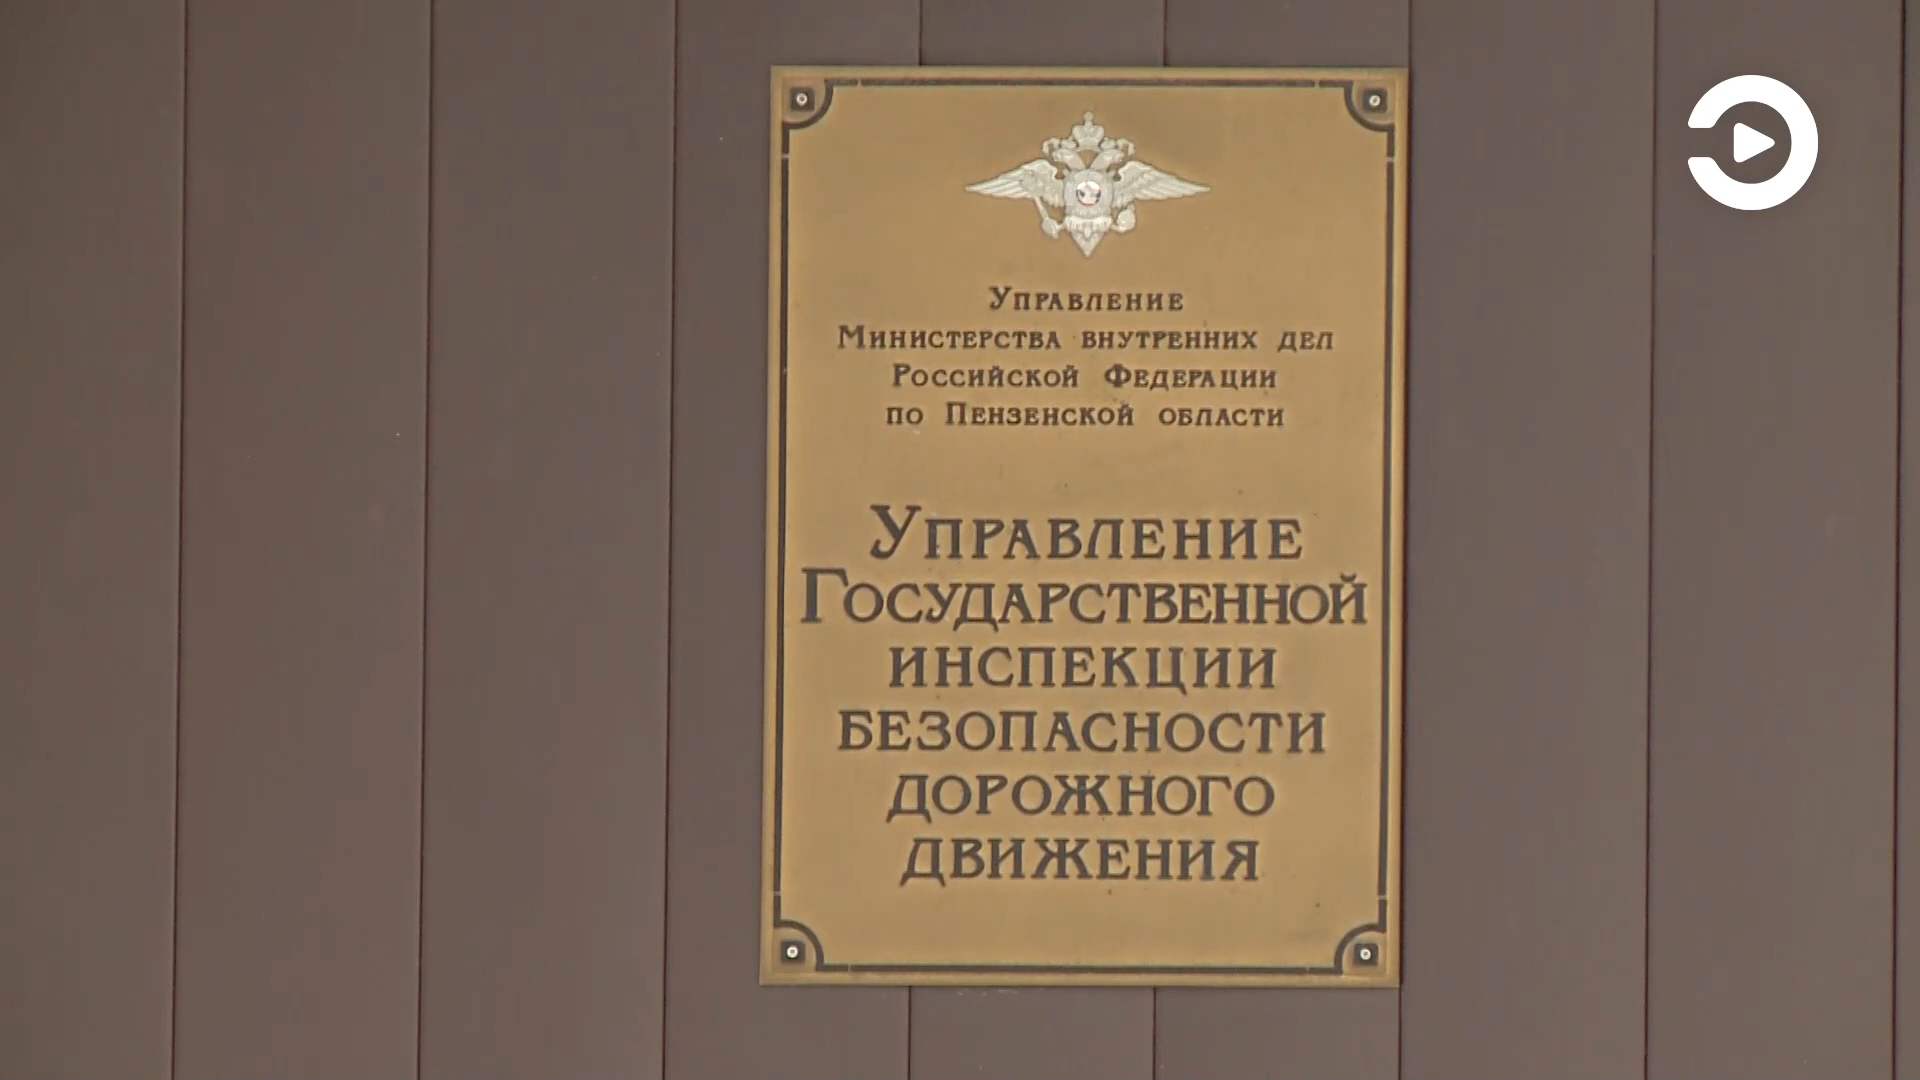 Управление
Министерства внутренних дел
Российской Федерации
по Пензенской области
Управление
Государственной
инспекции
безопасности
дорожного
движения